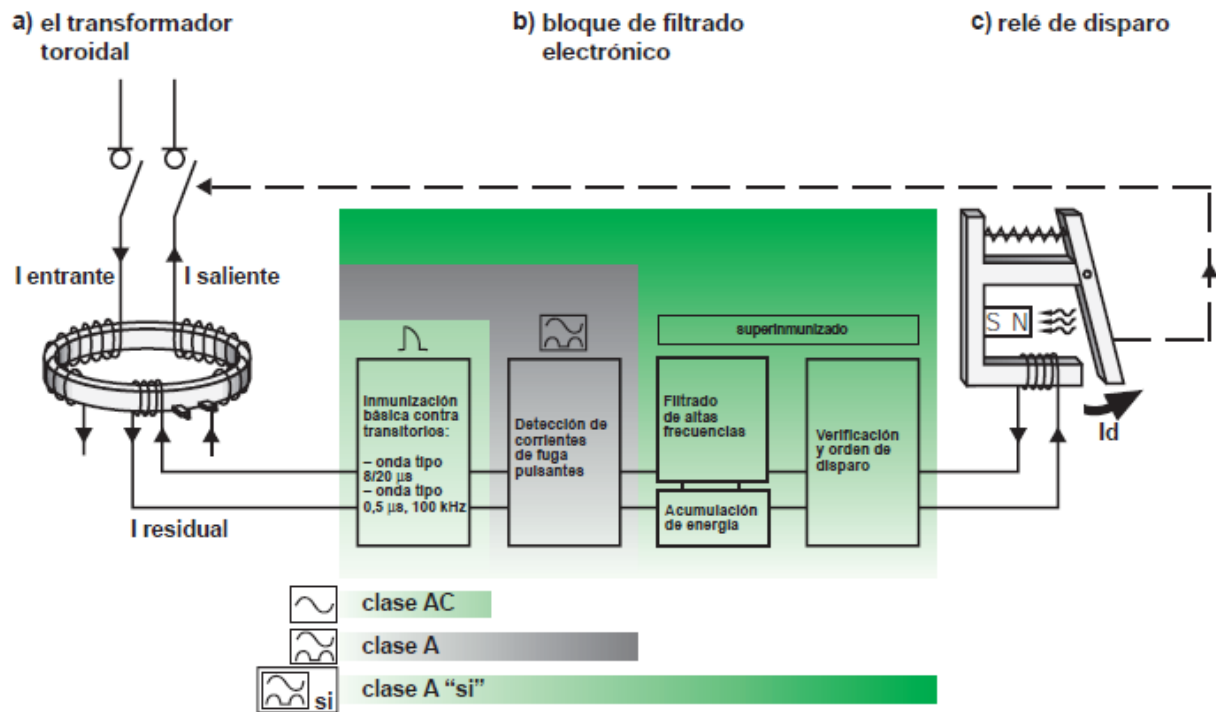 a) el transformador
toroidal
b) bloque de filtrado
electrónico
c) relé de disparo
I entrante
I saliente
I residual
superinmunizado
Inmunización
básica contra
transitorios:
– onda tipo
8/20 µs
– onda tipo
0,5 µs, 100 kHz
Detección de
corrientes
de fuga
pulsantes
Filtrado
de altas
frecuencias
Acumulación
de energía
Verificación
y orden de
disparo
S N
Id
clase AC
clase A
si
clase A “si”